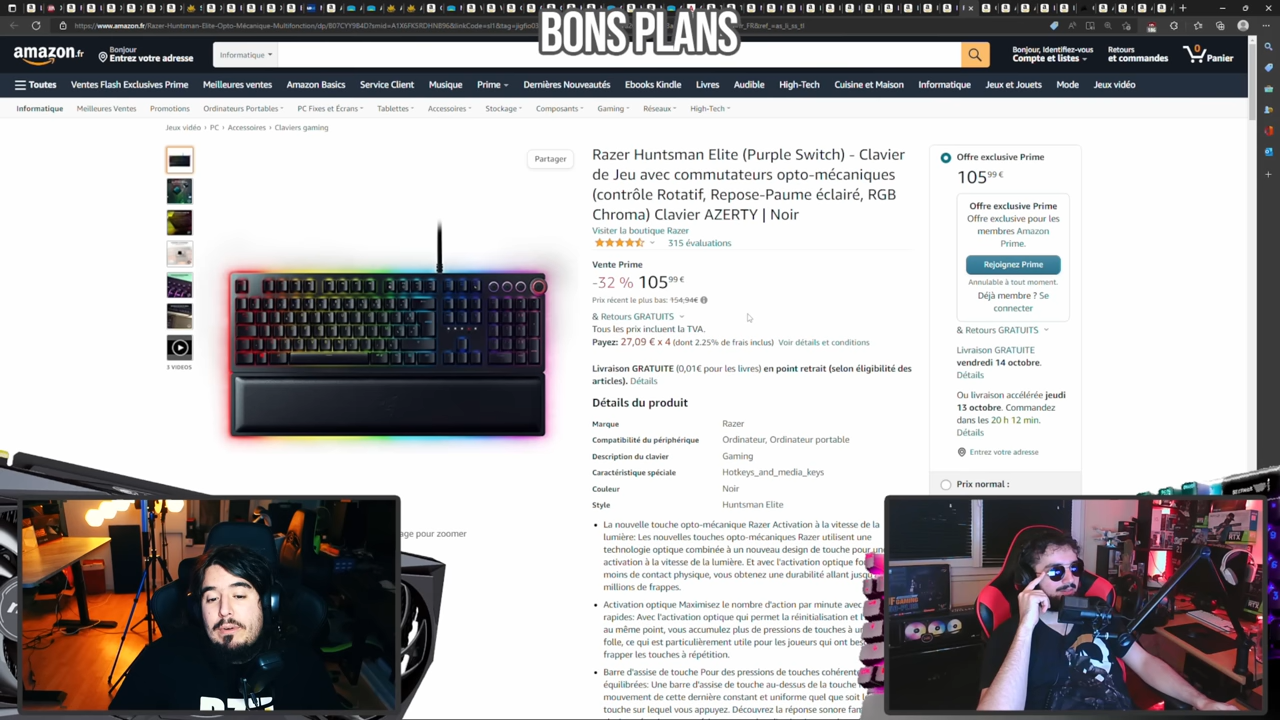 BONS PLANS
https://www.amazon.fr/Razer-Huntsman-Elite-Opto-Mécanique-Multifonction/dp/B07CYY9B4D?
amazon.fr
Bonjour
Entrez votre adresse
Informatique
Bonjour, Identifiez-vous
Compte et listes
Retours
et commandes
0
Panier
Toutes Ventes Flash Exclusives Prime Meilleures ventes Amazon Basics Service Client Musique Prime Dernières Nouveautés Ebooks Kindle Livres Audible High-Tech Cuisine et Maison Informatique Jeux et Jouets Mode Jeux vidéo
Informatique Meilleures Ventes Promotions Ordinateurs Portables PC Fixes et Écrans Tablettes Accessoires Stockage Composants Gaming Réseaux High-Tech
Jeux vidéo › PC › Accessoires › Claviers gaming
Partager
3 VIDEOS
age pour zoomer
Razer Huntsman Elite (Purple Switch) - Clavier
de Jeu avec commutateurs opto-mécaniques
(contrôle Rotatif, Repose-Paume éclairé, RGB
Chroma) Clavier AZERTY | Noir
Visiter la boutique Razer
315 évaluations
Vente Prime
-32 % 105,99 €
Prix récent le plus bas: 154,94€
& Retours GRATUITS
Tous les prix incluent la TVA.
Payez: 27,09 € x 4 (dont 2.25% de frais inclus) Voir détails et conditions
Livraison GRATUITE (0,01€ pour les livres) en point retrait (selon éligibilité des
articles). Détails
Détails du produit
Marque Razer
Compatibilité du périphérique Ordinateur, Ordinateur portable
Description du clavier Gaming
Caractéristique spéciale Hotkeys_and_media_keys
Couleur Noir
Style Huntsman Elite
La nouvelle touche opto-mécanique Razer Activation à la vitesse de la
lumière: Les nouvelles touches opto-mécaniques Razer utilisent une
technologie optique combinée à un nouveau design de touche pour une
activation à la vitesse de la lumière. Et avec l'activation optique
moins de contact physique, vous obtenez une durabilité allant
millions de frappes.
Activation optique Maximisez le nombre d'action par minute avec
rapides: Avec l'activation optique qui permet la réinitialisation et
au même point, vous accumulez plus de pressions de touches à
folle, ce qui est particulièrement utile pour les joueurs qui ont
frapper les touches à répétition.
Barre d'assise de touche Pour des pressions de touches
équilibrées: Une barre d'assise de touche au-dessus de la touche
mouvement de cette dernière constant et uniforme quel que soit
touche sur lequel vous appuyez. Découvrez la réponse sonore
Offre exclusive Prime
105,99 €
Offre exclusive Prime
Offre exclusive pour les
membres Amazon
Prime.
Rejoignez Prime
Annulable à tout moment.
Déjà membre ? Se
connecter
& Retours GRATUITS
Livraison GRATUITE
vendredi 14 octobre.
Détails
Ou livraison accélérée jeudi
13 octobre. Commandez
dans les 20 h 12 min.
Détails
Entrez votre adresse
Prix normal :